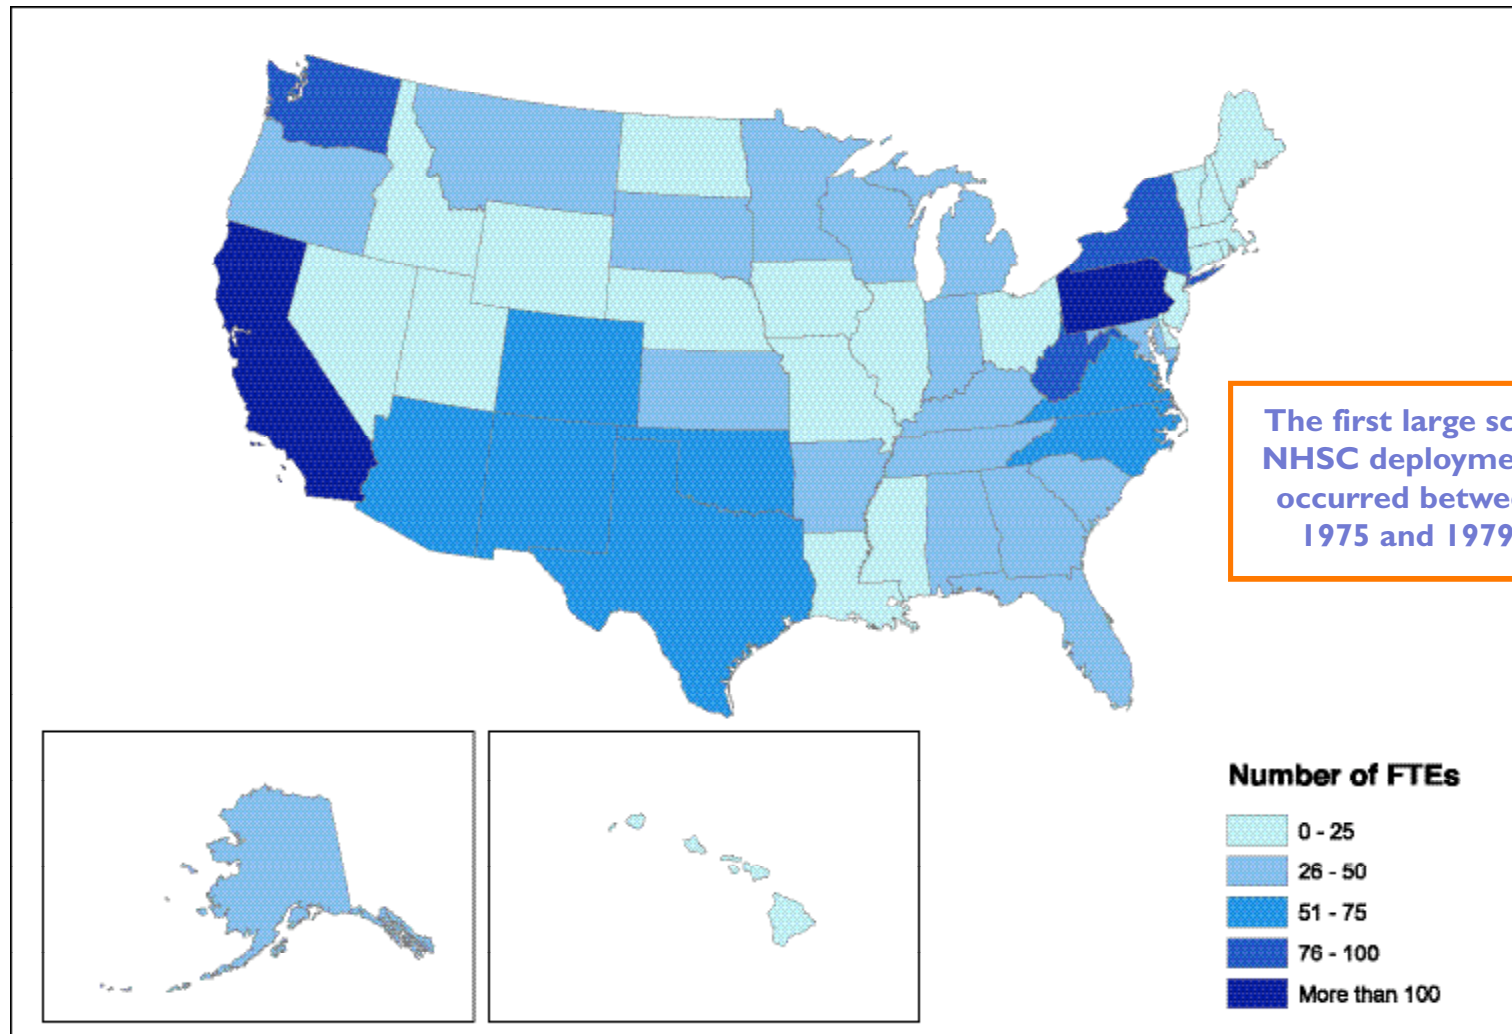 The first large sc
NHSC deployme
occurred betwe
1975 and 1979
Number of FTEs
0 - 25
26 - 50
51 - 75
76 - 100
More than 100